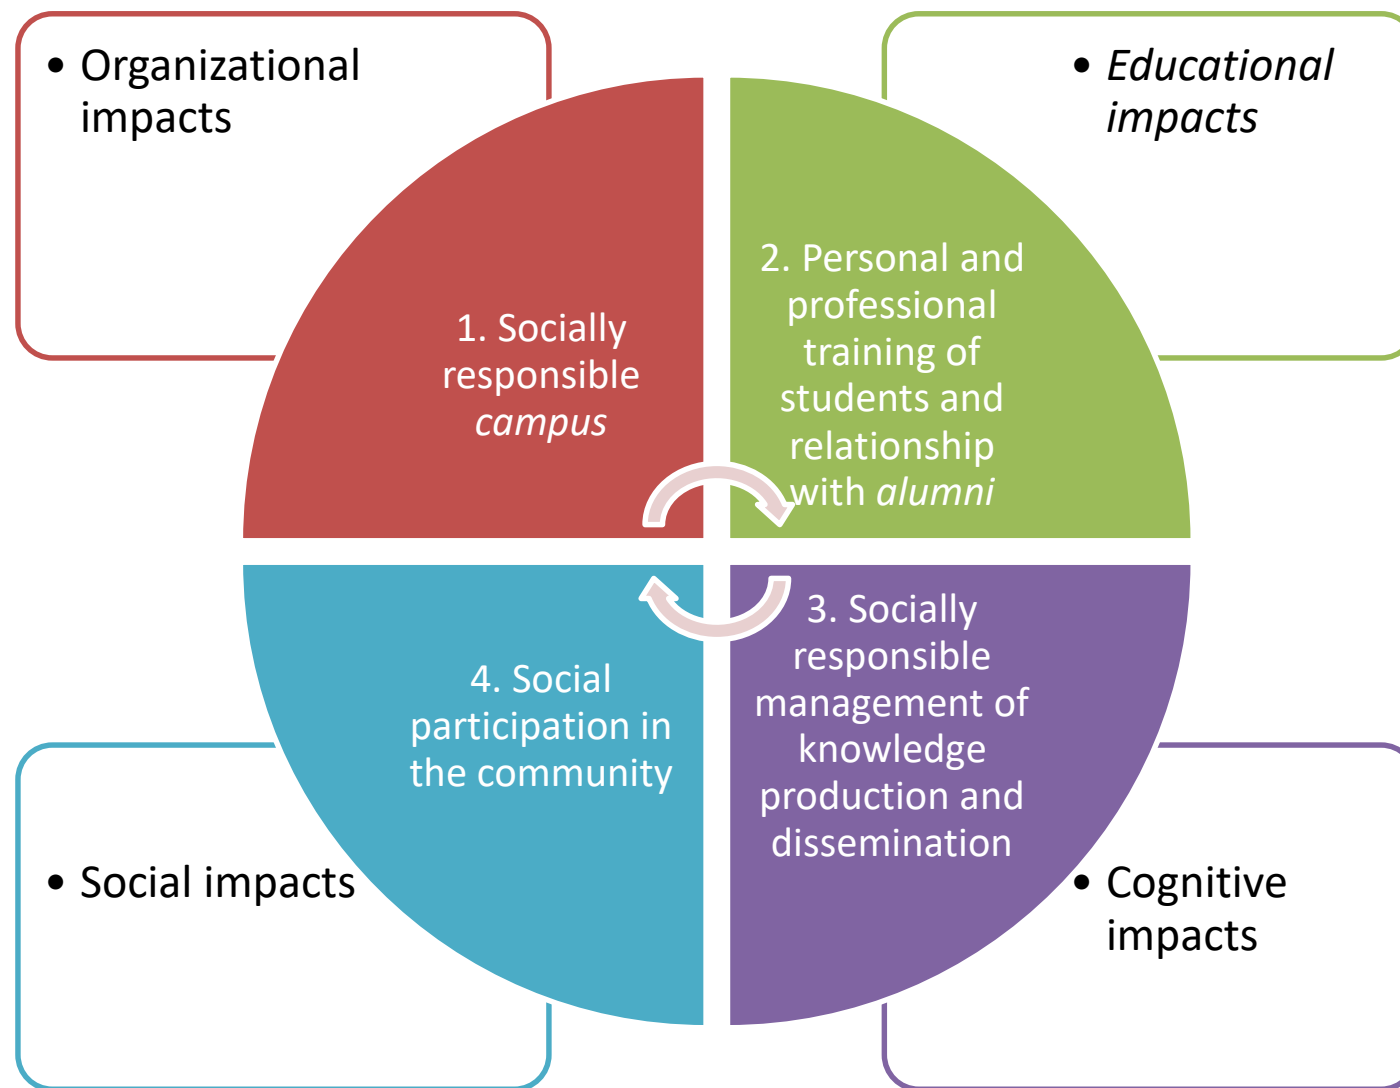 • Organizational
impacts
• Educational
impacts
1. Socially
responsible
campus
2. Personal and
professional
training of
students and
relationship
with alumni
3. Socially
responsible
management of
knowledge
production and
dissemination
4. Social
participation in
the community
• Social impacts
• Cognitive
impacts